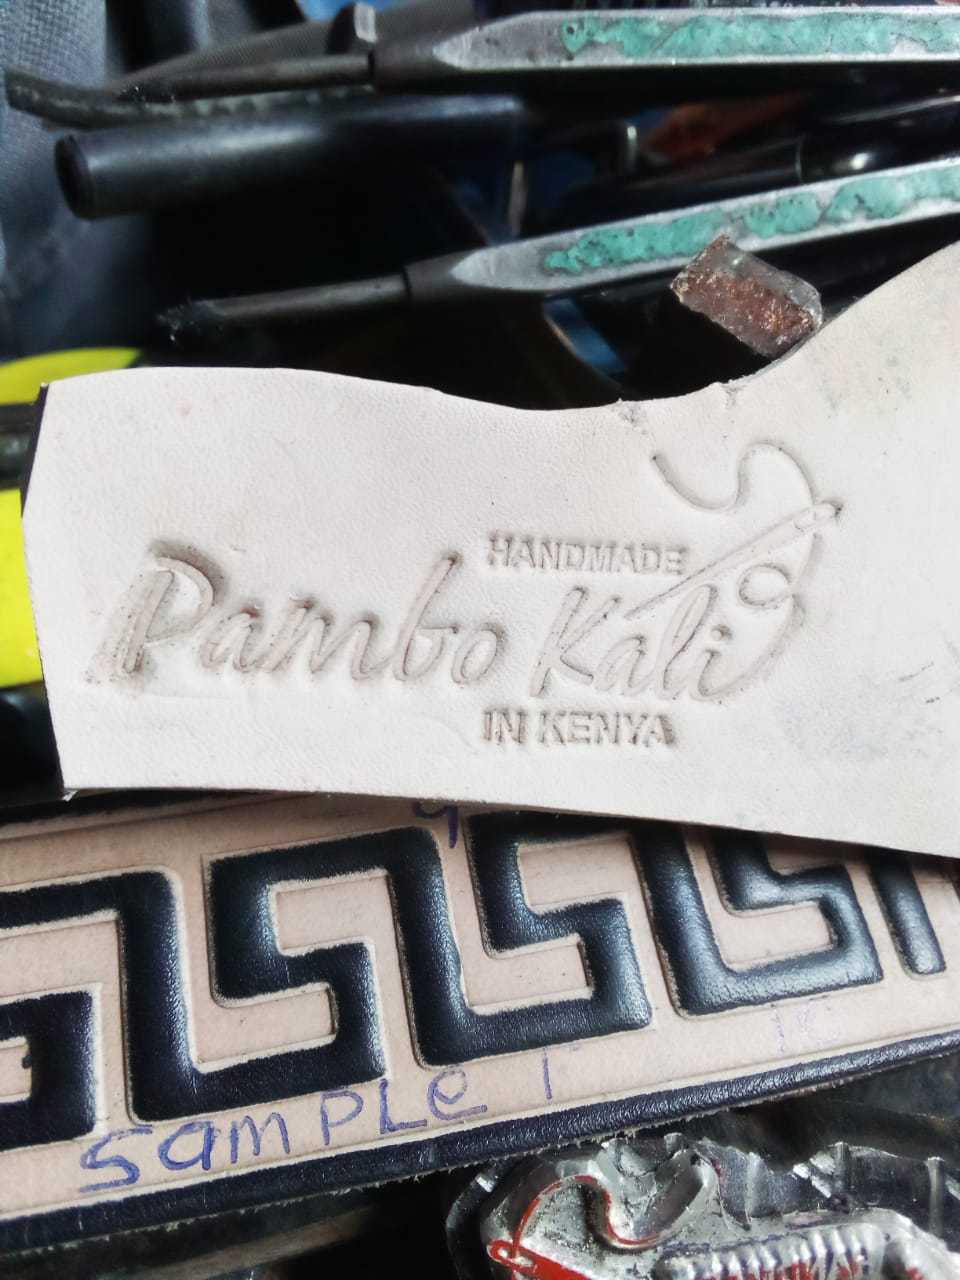 HANDMADE
Pambo Kali
IN KENYA
SAMPLE 1